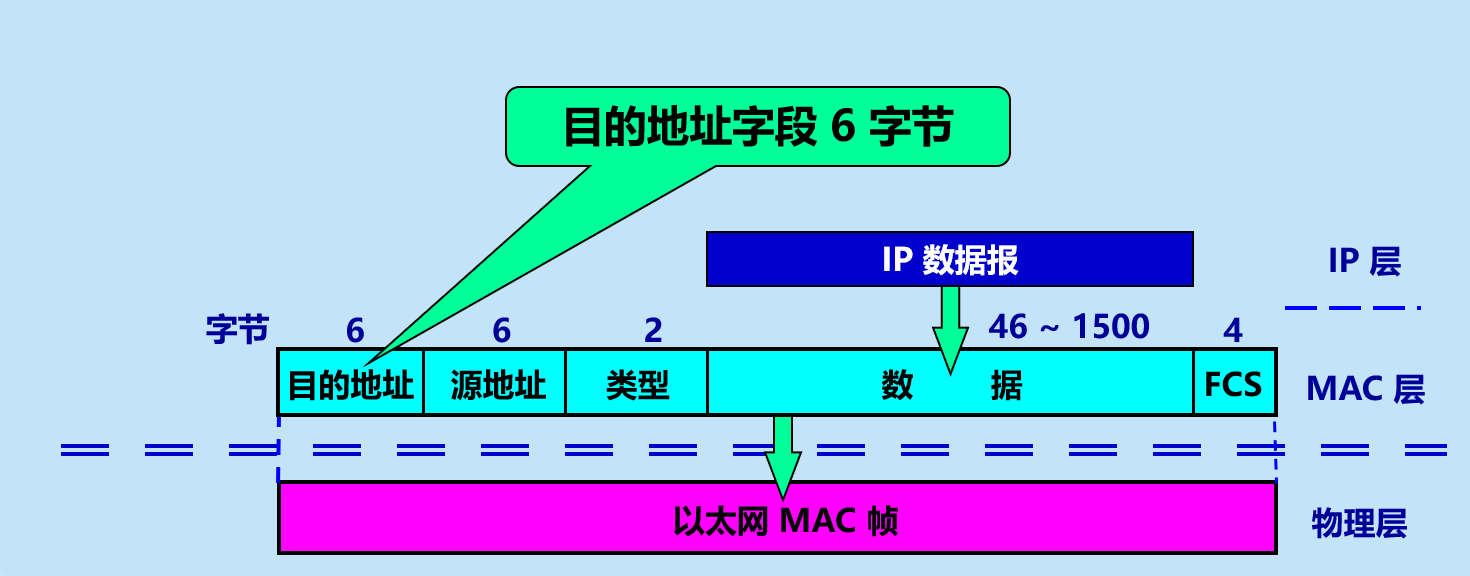 目的地址字段 6 字节
IP 数据报
IP 层
字节 6 6 2 46 ~ 1500 4
目的地址 源地址 类型 数 据 FCS
MAC 层
以太网 MAC 帧
物理层